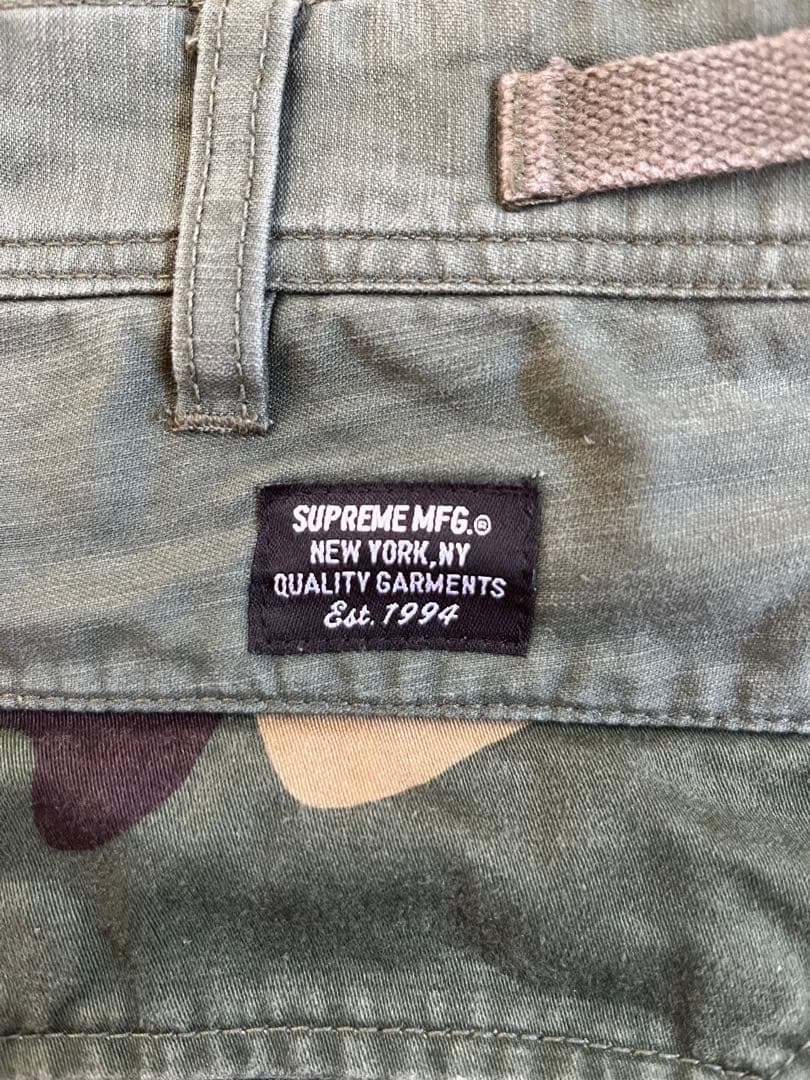 SUPREME MFG.®
NEW YORK, NY
QUALITY GARMENTS
Est. 1994